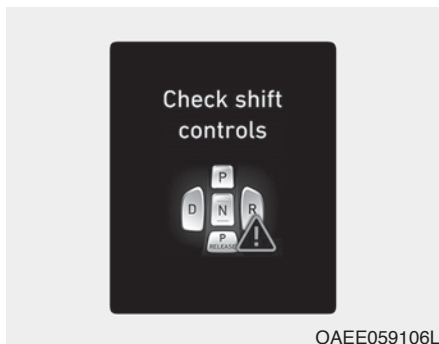 Check shift
controls
P
D N R
P
RELEASE
OAEE059106L